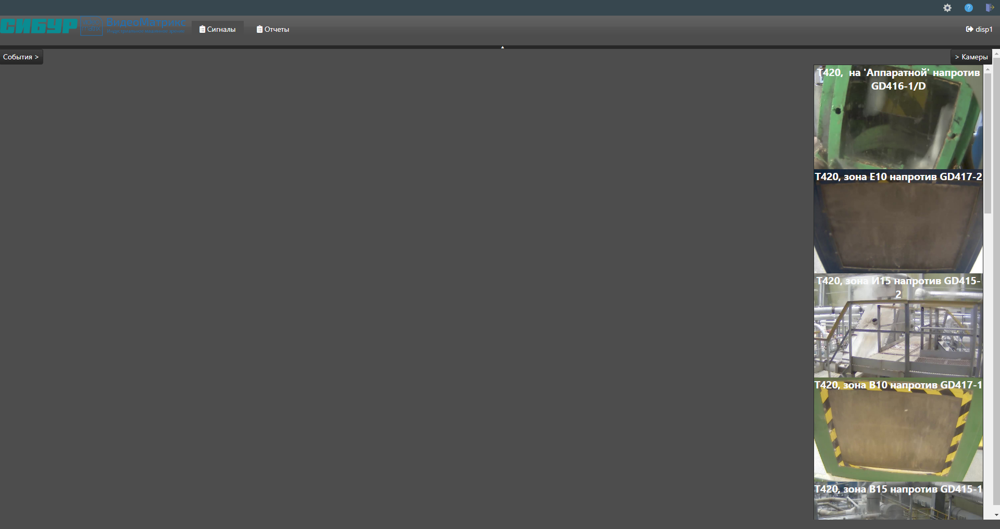 СИБУР
ВидеоМатрикс
Сигналы
Отчеты
disp1
События >
> Камеры
Т420, на 'Аппаратной' напротив
GD416-1/D
Т420, зона Е10 напротив GD417-2
Т420, зона И15 напротив GD415-
2
Т420, зона В10 напротив GD417-1
Т420, зона В15 напротив GD415-1